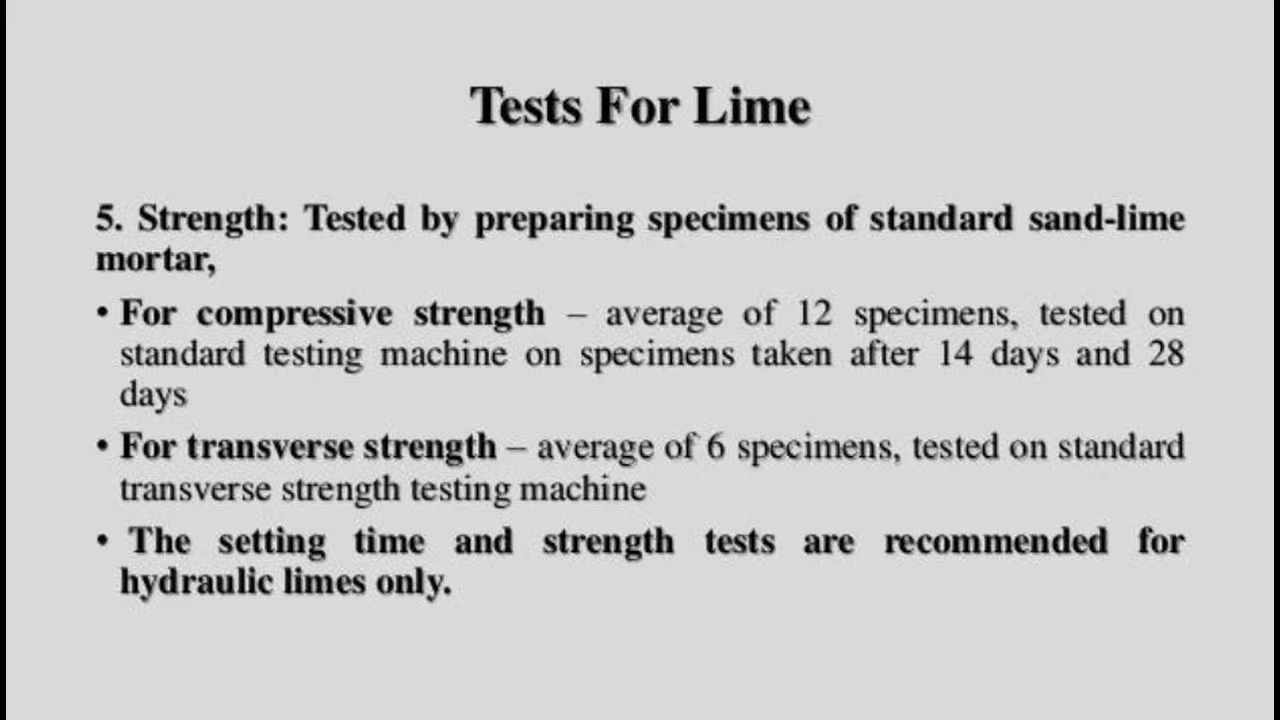 Tests For Lime
5. Strength: Tested by preparing specimens of standard sand-lime
mortar,
• For compressive strength – average of 12 specimens, tested on
standard testing machine on specimens taken after 14 days and 28
days
• For transverse strength – average of 6 specimens, tested on standard
transverse strength testing machine
• The setting time and strength tests are recommended for
hydraulic limes only.